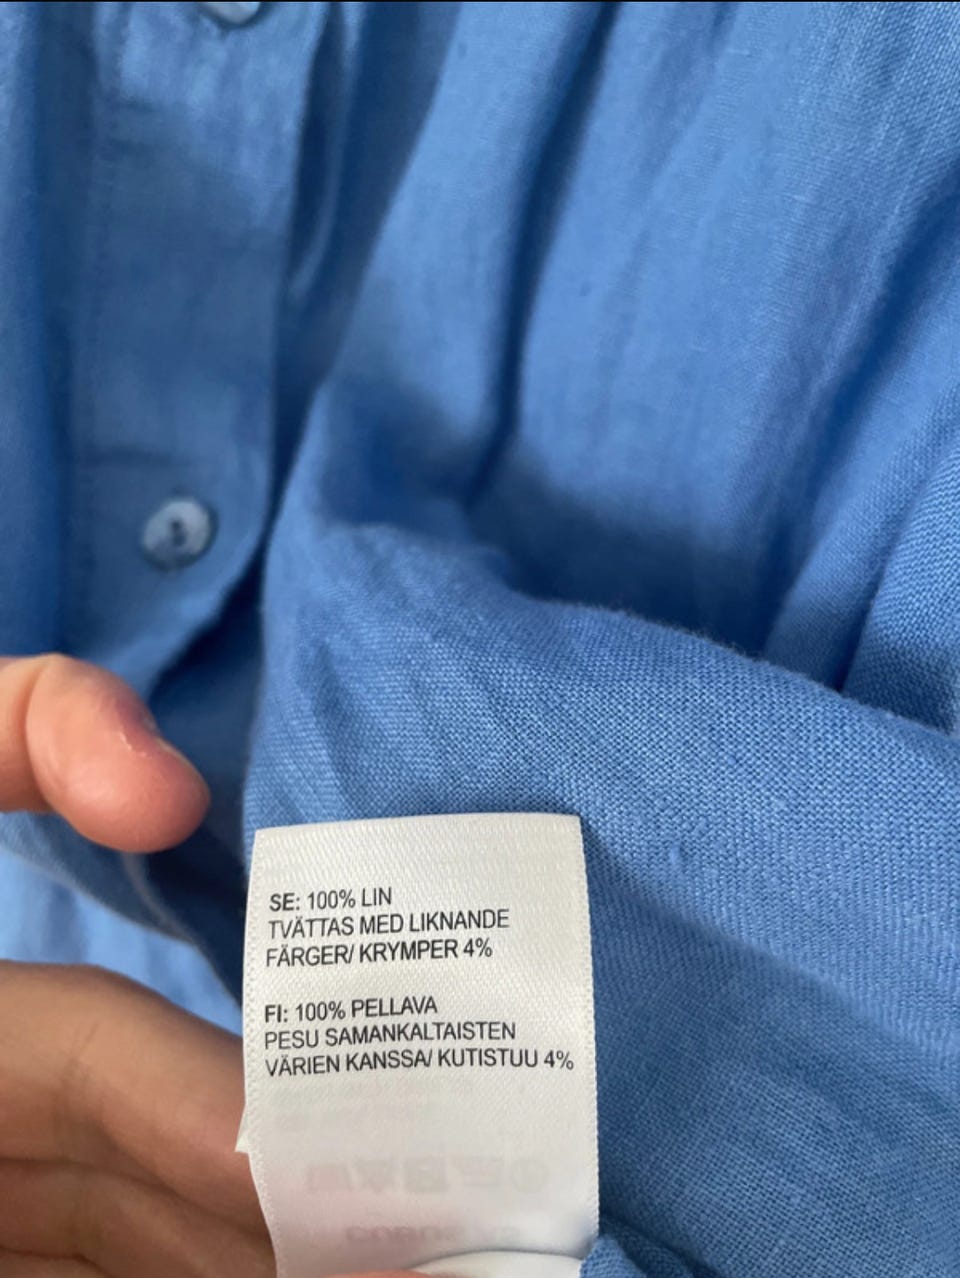 SE: 100% LIN
TVÄTTAS MED LIKNANDE
FÄRGER/ KRYMPER 4%
FI: 100% PELLAVA
PESU SAMANKALTAISTEN
VÄRIEN KANSSA/ KUTISTUU 4%